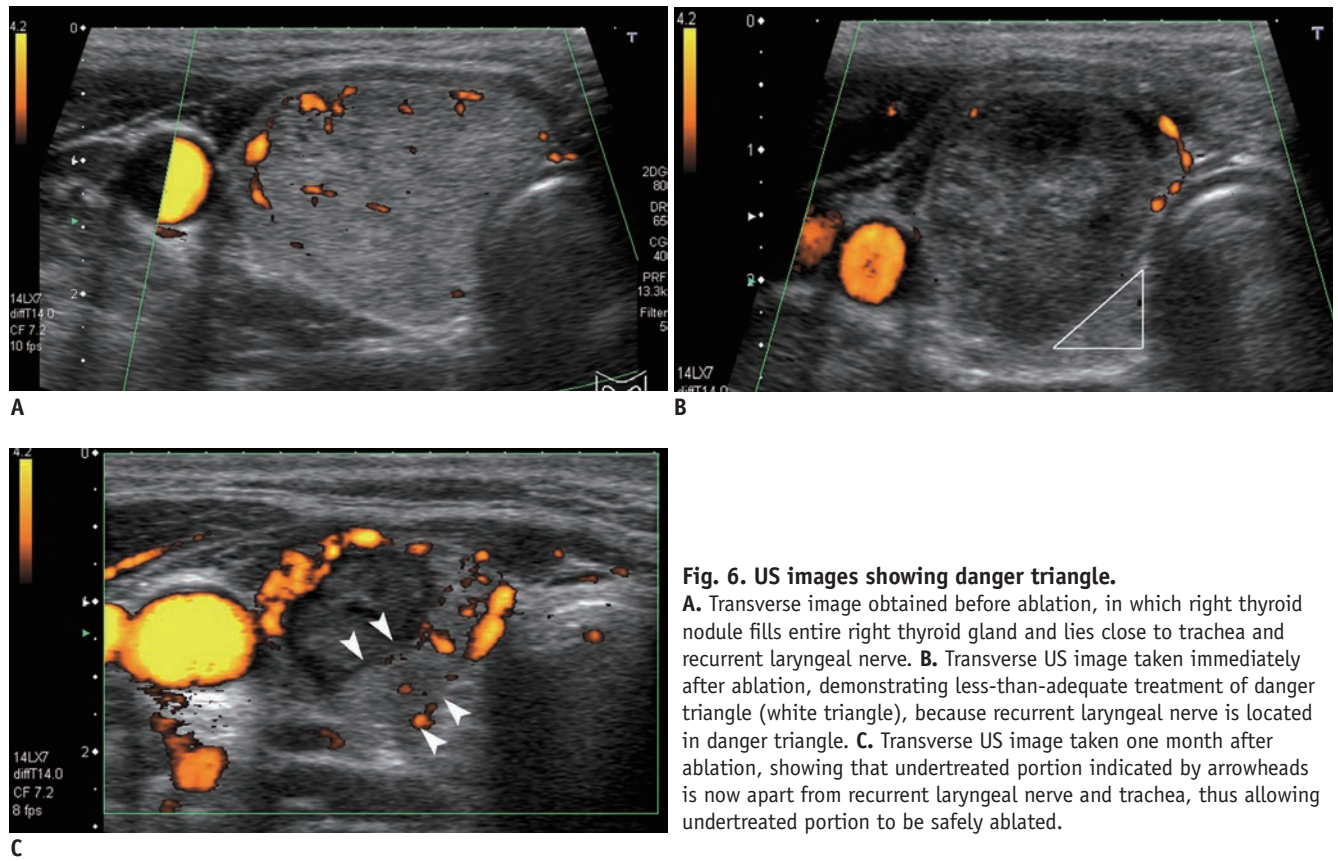 4.2
0
T
1
2DG
80
DR
65
CG
40
PRF
13.3k
Filter
5
2
14LX7
diffT14.0
CF 7.2
10 fps
A
4.2
0
T
1
2
14LX7
diffT14.0
B
4.2
0
1
2
14LX7
diffT14.0
CF 7.2
8 fps
C
Fig. 6. US images showing danger triangle.
A. Transverse image obtained before ablation, in which right thyroid
nodule fills entire right thyroid gland and lies close to trachea and
recurrent laryngeal nerve. B. Transverse US image taken immediately
after ablation, demonstrating less-than-adequate treatment of danger
triangle (white triangle), because recurrent laryngeal nerve is located
in danger triangle. C. Transverse US image taken one month after
ablation, showing that undertreated portion indicated by arrowheads
is now apart from recurrent laryngeal nerve and trachea, thus allowing
undertreated portion to be safely ablated.